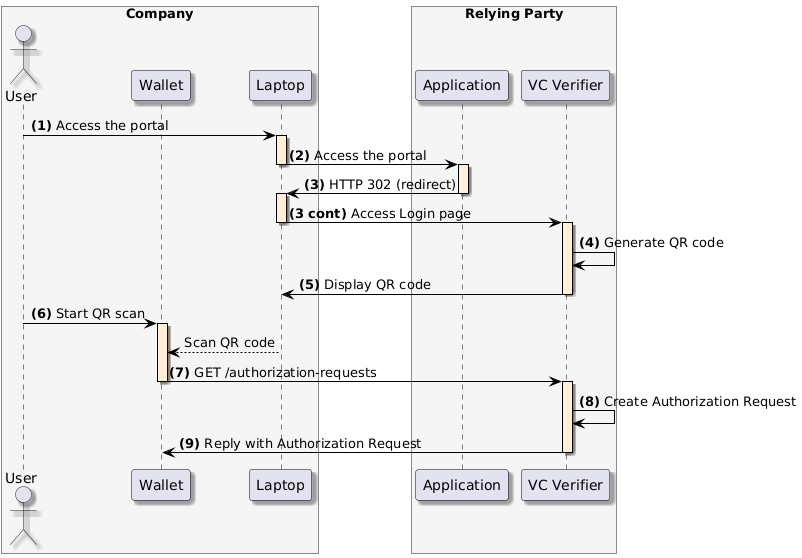 Company
Relying Party
User
Wallet
Laptop
Application
VC Verifier
(1) Access the portal
(2) Access the portal
(3) HTTP 302 (redirect)
(3 cont) Access Login page
(4) Generate QR code
(5) Display QR code
(6) Start QR scan
Scan QR code
(7) GET /authorization-requests
(8) Create Authorization Request
(9) Reply with Authorization Request
User
Wallet
Laptop
Application
VC Verifier